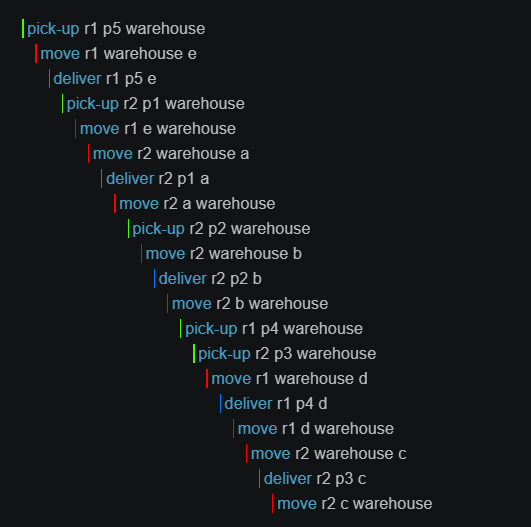 pick-up r1 p5 warehouse
move r1 warehouse e
deliver r1 p5 e
pick-up r2 p1 warehouse
move r1 e warehouse
move r2 warehouse a
deliver r2 p1 a
move r2 a warehouse
pick-up r2 p2 warehouse
move r2 warehouse b
deliver r2 p2 b
move r2 b warehouse
pick-up r1 p4 warehouse
pick-up r2 p3 warehouse
move r1 warehouse d
deliver r1 p4 d
move r1 d warehouse
move r2 warehouse c
deliver r2 p3 c
move r2 c warehouse